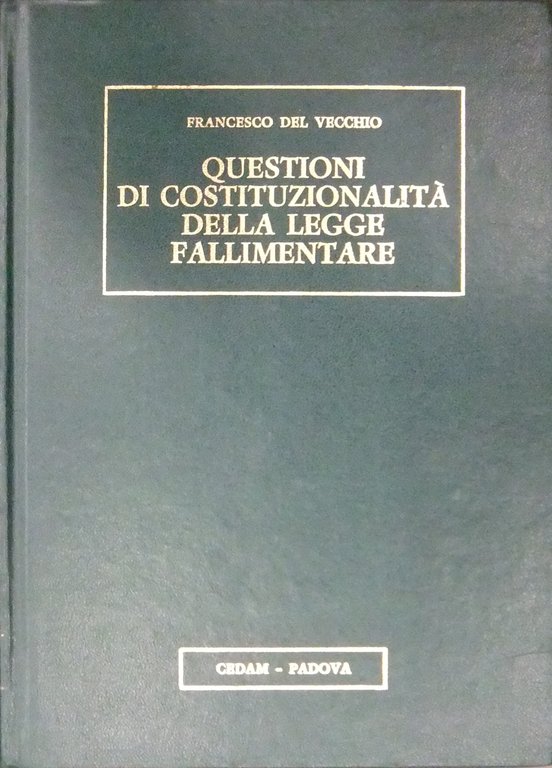 FRANCESCO DEL VECCHIO
QUESTIONI
DI COSTITUZIONALITÀ
DELLA LEGGE
FALLIMENTARE
CEDAM - PADOVA